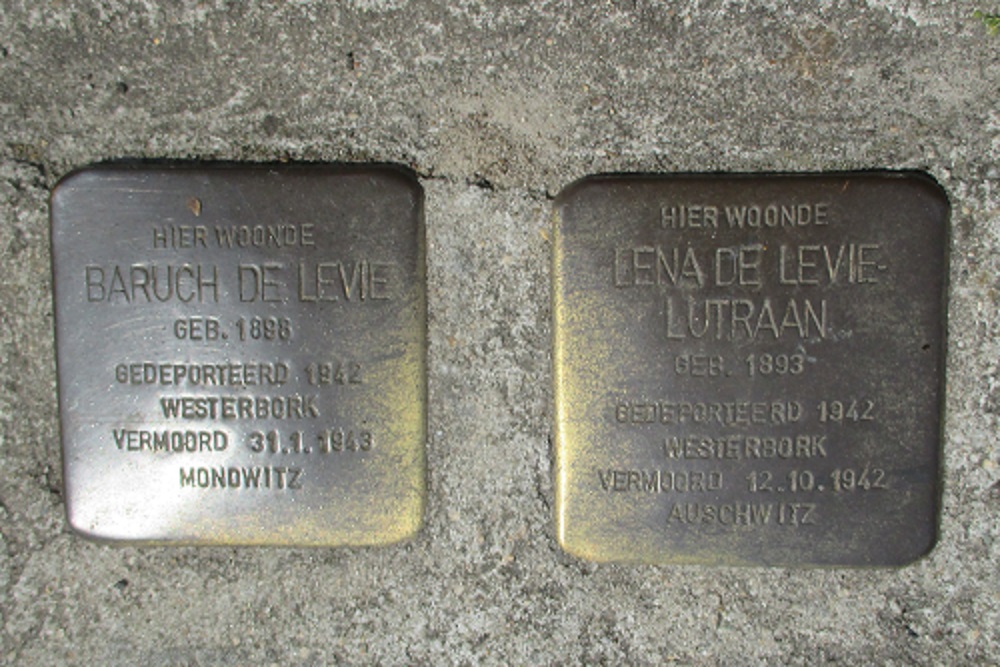 HIER WOONDE
BARUCH DE LEVIE
GEB. 1898
GEDEPORTEERD 1942
WESTERBORK
VERMOORD 31.1.1943
MONOWITZ
HIER WOONDE
LENA DE LEVIE-
LUTRAAN
GEB. 1893
GEDEPORTEERD 1942
WESTERBORK
VERMOORD 12.10.1942
AUSCHWITZ